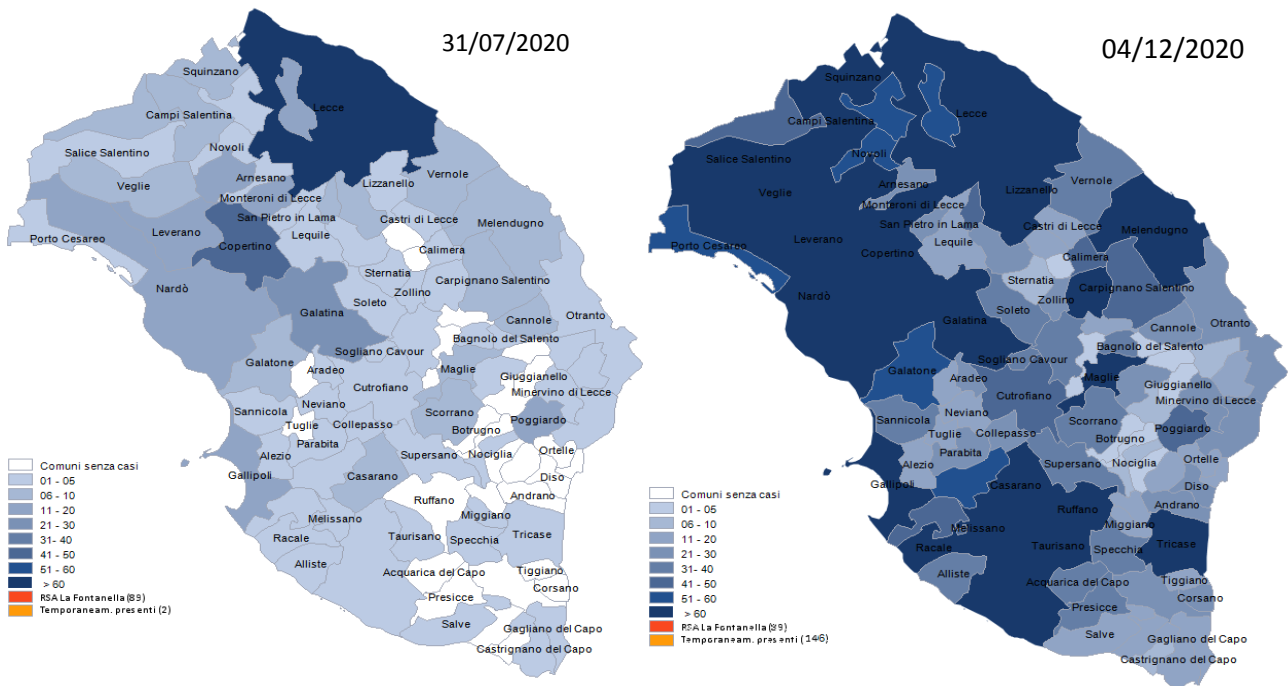 31/07/2020
Squinzano
Lecce
Campi Salentina
Novoli
Salice Salentino
Veglie
Arnesano
Lizzanello
Vernole
Monteroni di Lecce
San Pietro in Lama
Castri di Lecce
Melendugno
Porto Cesareo
Leverano
Copertino
Lequile
Calimera
Sternatia
Carpignano Salentino
Nardò
Zollino
Soleto
Galatina
Cannole
Otranto
Bagnolo del Salento
Sogliano Cavour
Galatone
Aradeo
Maglie
Giuggianello
Cutrofiano
Minervino di Lecce
Neviano
Sannicola
Scorrano
Poggiardo
Tuglie
Collepasso
Botrugno
Parabita
Ortelle
Alezio
Supersano
Nociglia
Gallipoli
Casarano
Diso
Andrano
Ruffano
Miggiano
Melissano
Racale
Taurisano
Specchia
Tricase
Alliste
Acquarica del Capo
Tiggiano
Corsano
Presicce
Salve
Gagliano del Capo
Castrignano del Capo
Comuni senza casi
01 - 05
06 - 10
11 - 20
21 - 30
31- 40
41 - 50
51 - 60
> 60
RSA La Fontanella (89)
Temporaneam. presenti (2)
04/12/2020
Squinzano
Lecce
Campi Salentina
Novoli
Salice Salentino
Veglie
Arnesano
Lizzanello
Vernole
Monteroni di Lecce
San Pietro in Lama
Castri di Lecce
Melendugno
Porto Cesareo
Leverano
Copertino
Lequile
Calimera
Sternatia
Carpignano Salentino
Nardò
Zollino
Soleto
Galatina
Cannole
Otranto
Bagnolo del Salento
Sogliano Cavour
Galatone
Aradeo
Maglie
Giuggianello
Cutrofiano
Minervino di Lecce
Neviano
Sannicola
Scorrano
Poggiardo
Tuglie
Collepasso
Botrugno
Parabita
Ortelle
Alezio
Supersano
Nociglia
Gallipoli
Casarano
Diso
Andrano
Ruffano
Miggiano
Melissano
Racale
Taurisano
Specchia
Tricase
Alliste
Acquarica del Capo
Tiggiano
Corsano
Presicce
Salve
Gagliano del Capo
Castrignano del Capo
Comuni senza casi
01 - 05
06 - 10
11 - 20
21 - 30
31- 40
41 - 50
51 - 60
> 60
RSA La Fontanella
Temporaneam. presenti (146)